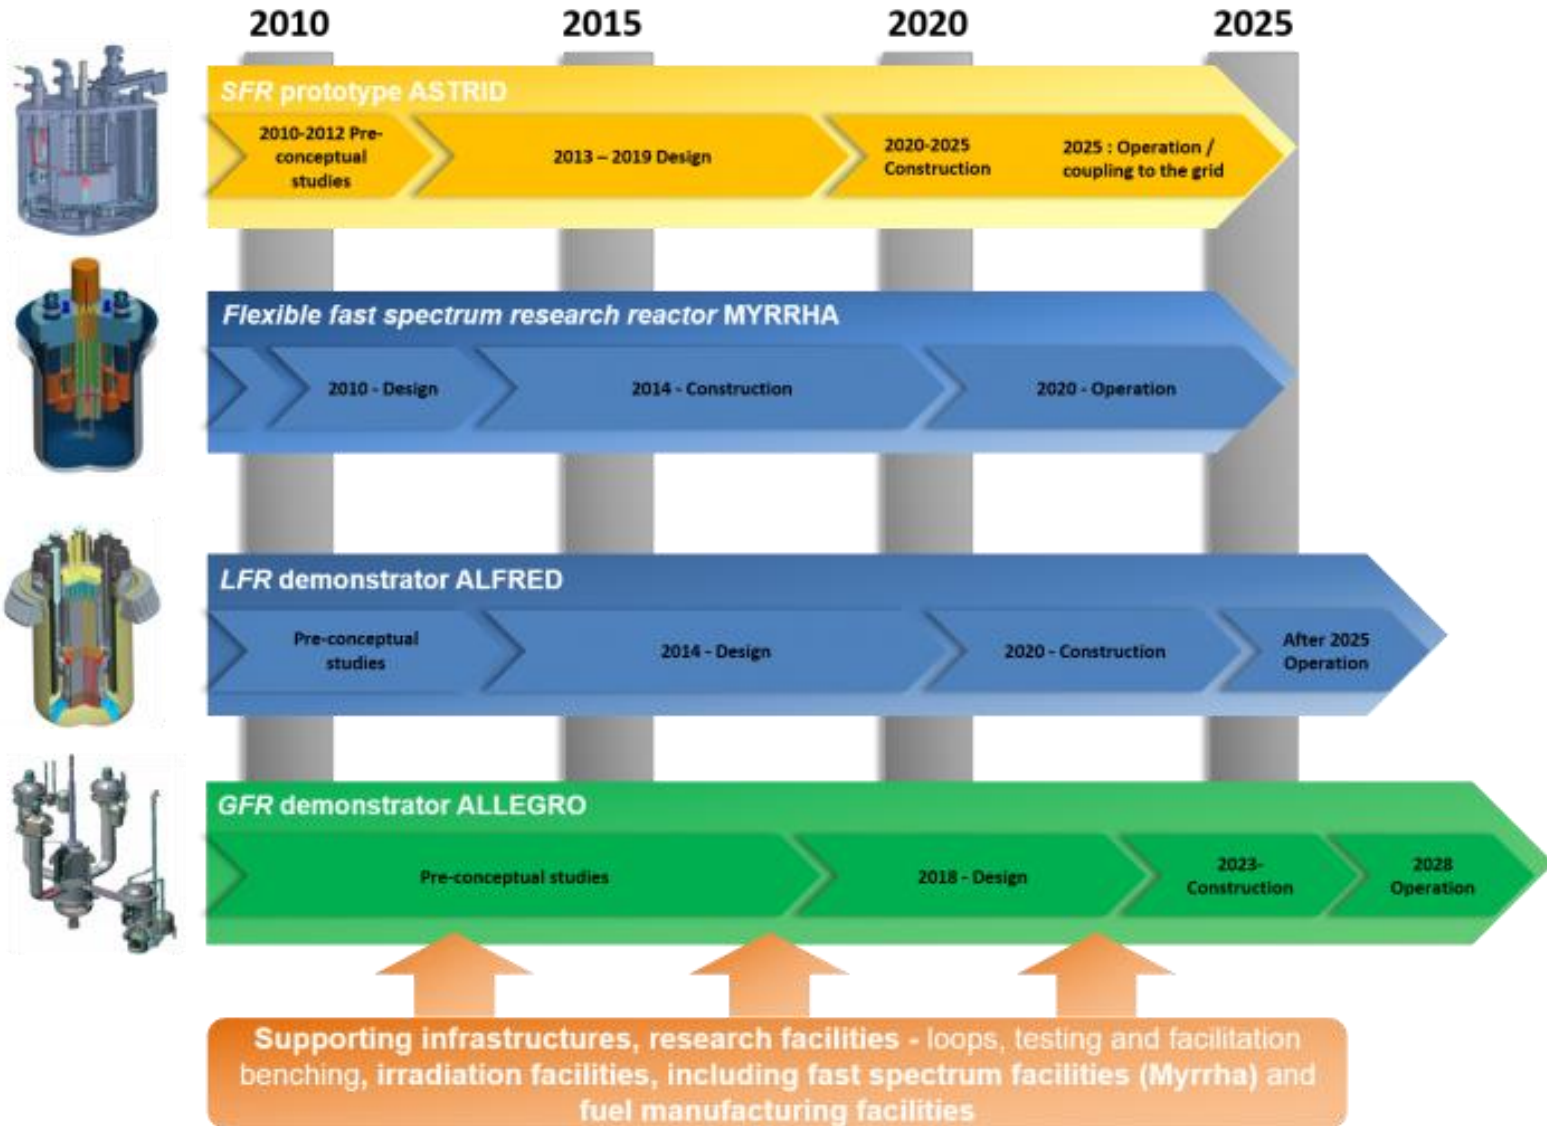 2010 2015 2020 2025
SFR prototype ASTRID
2010-2012 Pre-
conceptual
studies
2013 – 2019 Design
2020-2025
Construction
2025 : Operation /
coupling to the grid
Flexible fast spectrum research reactor MYRRHA
2010 - Design
2014 - Construction
2020 - Operation
LFR demonstrator ALFRED
Pre-conceptual
studies
2014 - Design
2020 - Construction
After 2025
Operation
GFR demonstrator ALLEGRO
Pre-conceptual studies
2018 - Design
2023-
Construction
2028
Operation
Supporting infrastructures, research facilities - loops, testing and facilitation
benching, irradiation facilities, including fast spectrum facilities (Myrrha) and
fuel manufacturing facilities